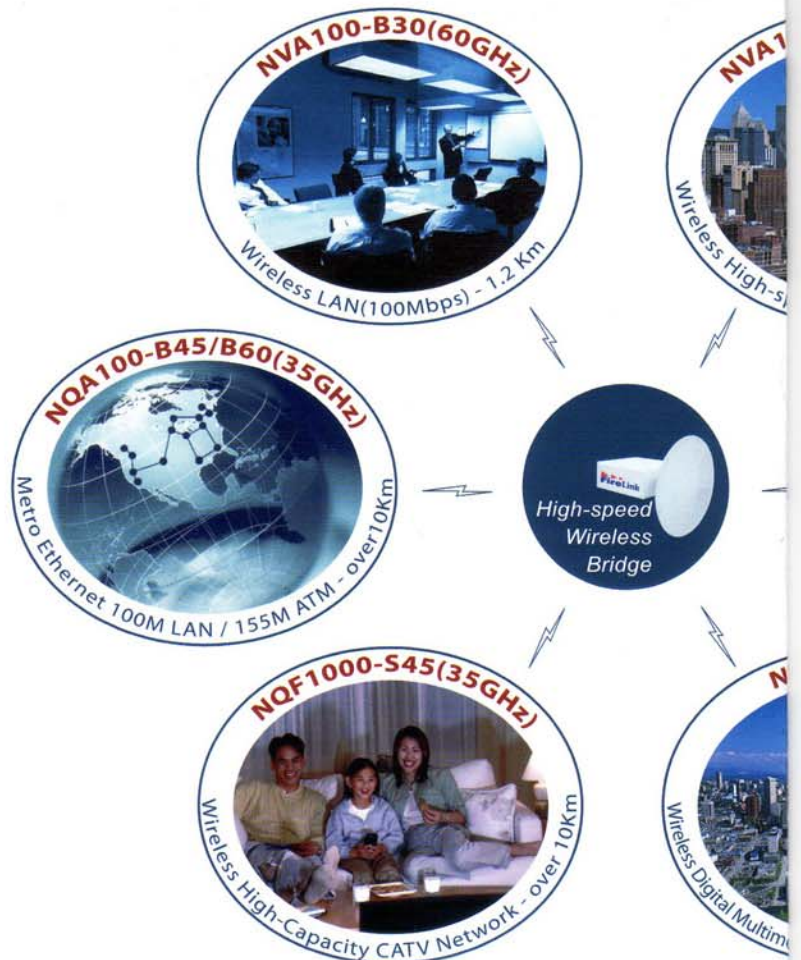 NVA100-B30(60GHz)
Wireless LAN(100Mbps) - 1.2 Km
NVA1
Wireless High-sp
NQA100-B45/B60(35GHz)
Metro Ethernet 100M LAN / 155M ATM - over10Km
PiroLink
High-speed
Wireless
Bridge
NQF1000-S45(35GHz)
Wireless High-Capacity CATV Network - over 10Km
N
Wireless Digital Multim